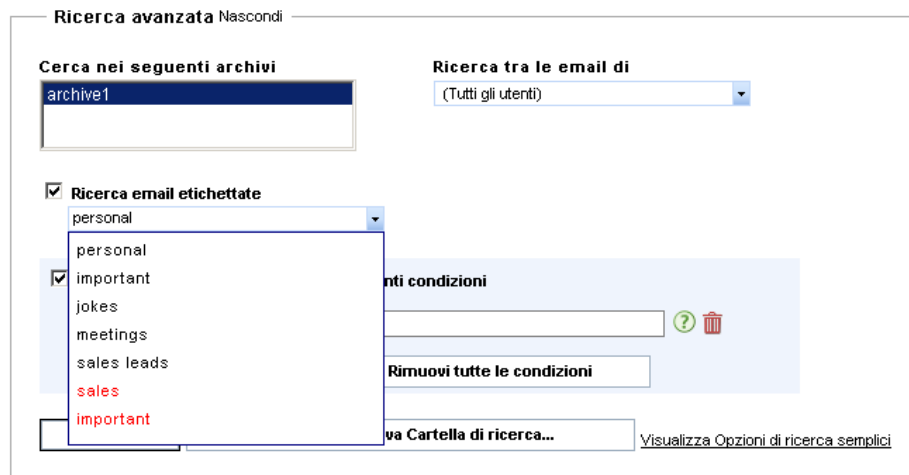 Ricerca avanzata Nascondi
Cerca nei seguenti archivi
Ricerca tra le email di
archive1
(Tutti gli utenti)
Ricerca email etichettate
personal
personal
important
nti condizioni
jokes
meetings
sales leads
Rimuovi tutte le condizioni
sales
important
va Cartella di ricerca...
Visualizza Opzioni di ricerca semplici